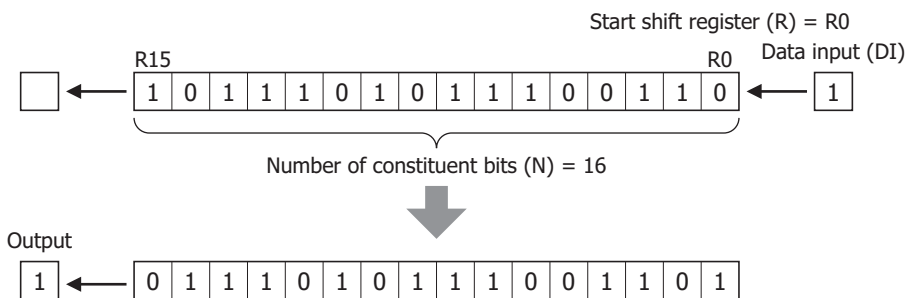 Start shift register (R) = R0
R15 R0 Data input (DI)
1 0 1 1 1 0 1 0 1 1 1 0 0 1 1 0 1
Number of constituent bits (N) = 16
Output
1 0 1 1 1 0 1 0 1 1 1 0 0 1 1 0 1